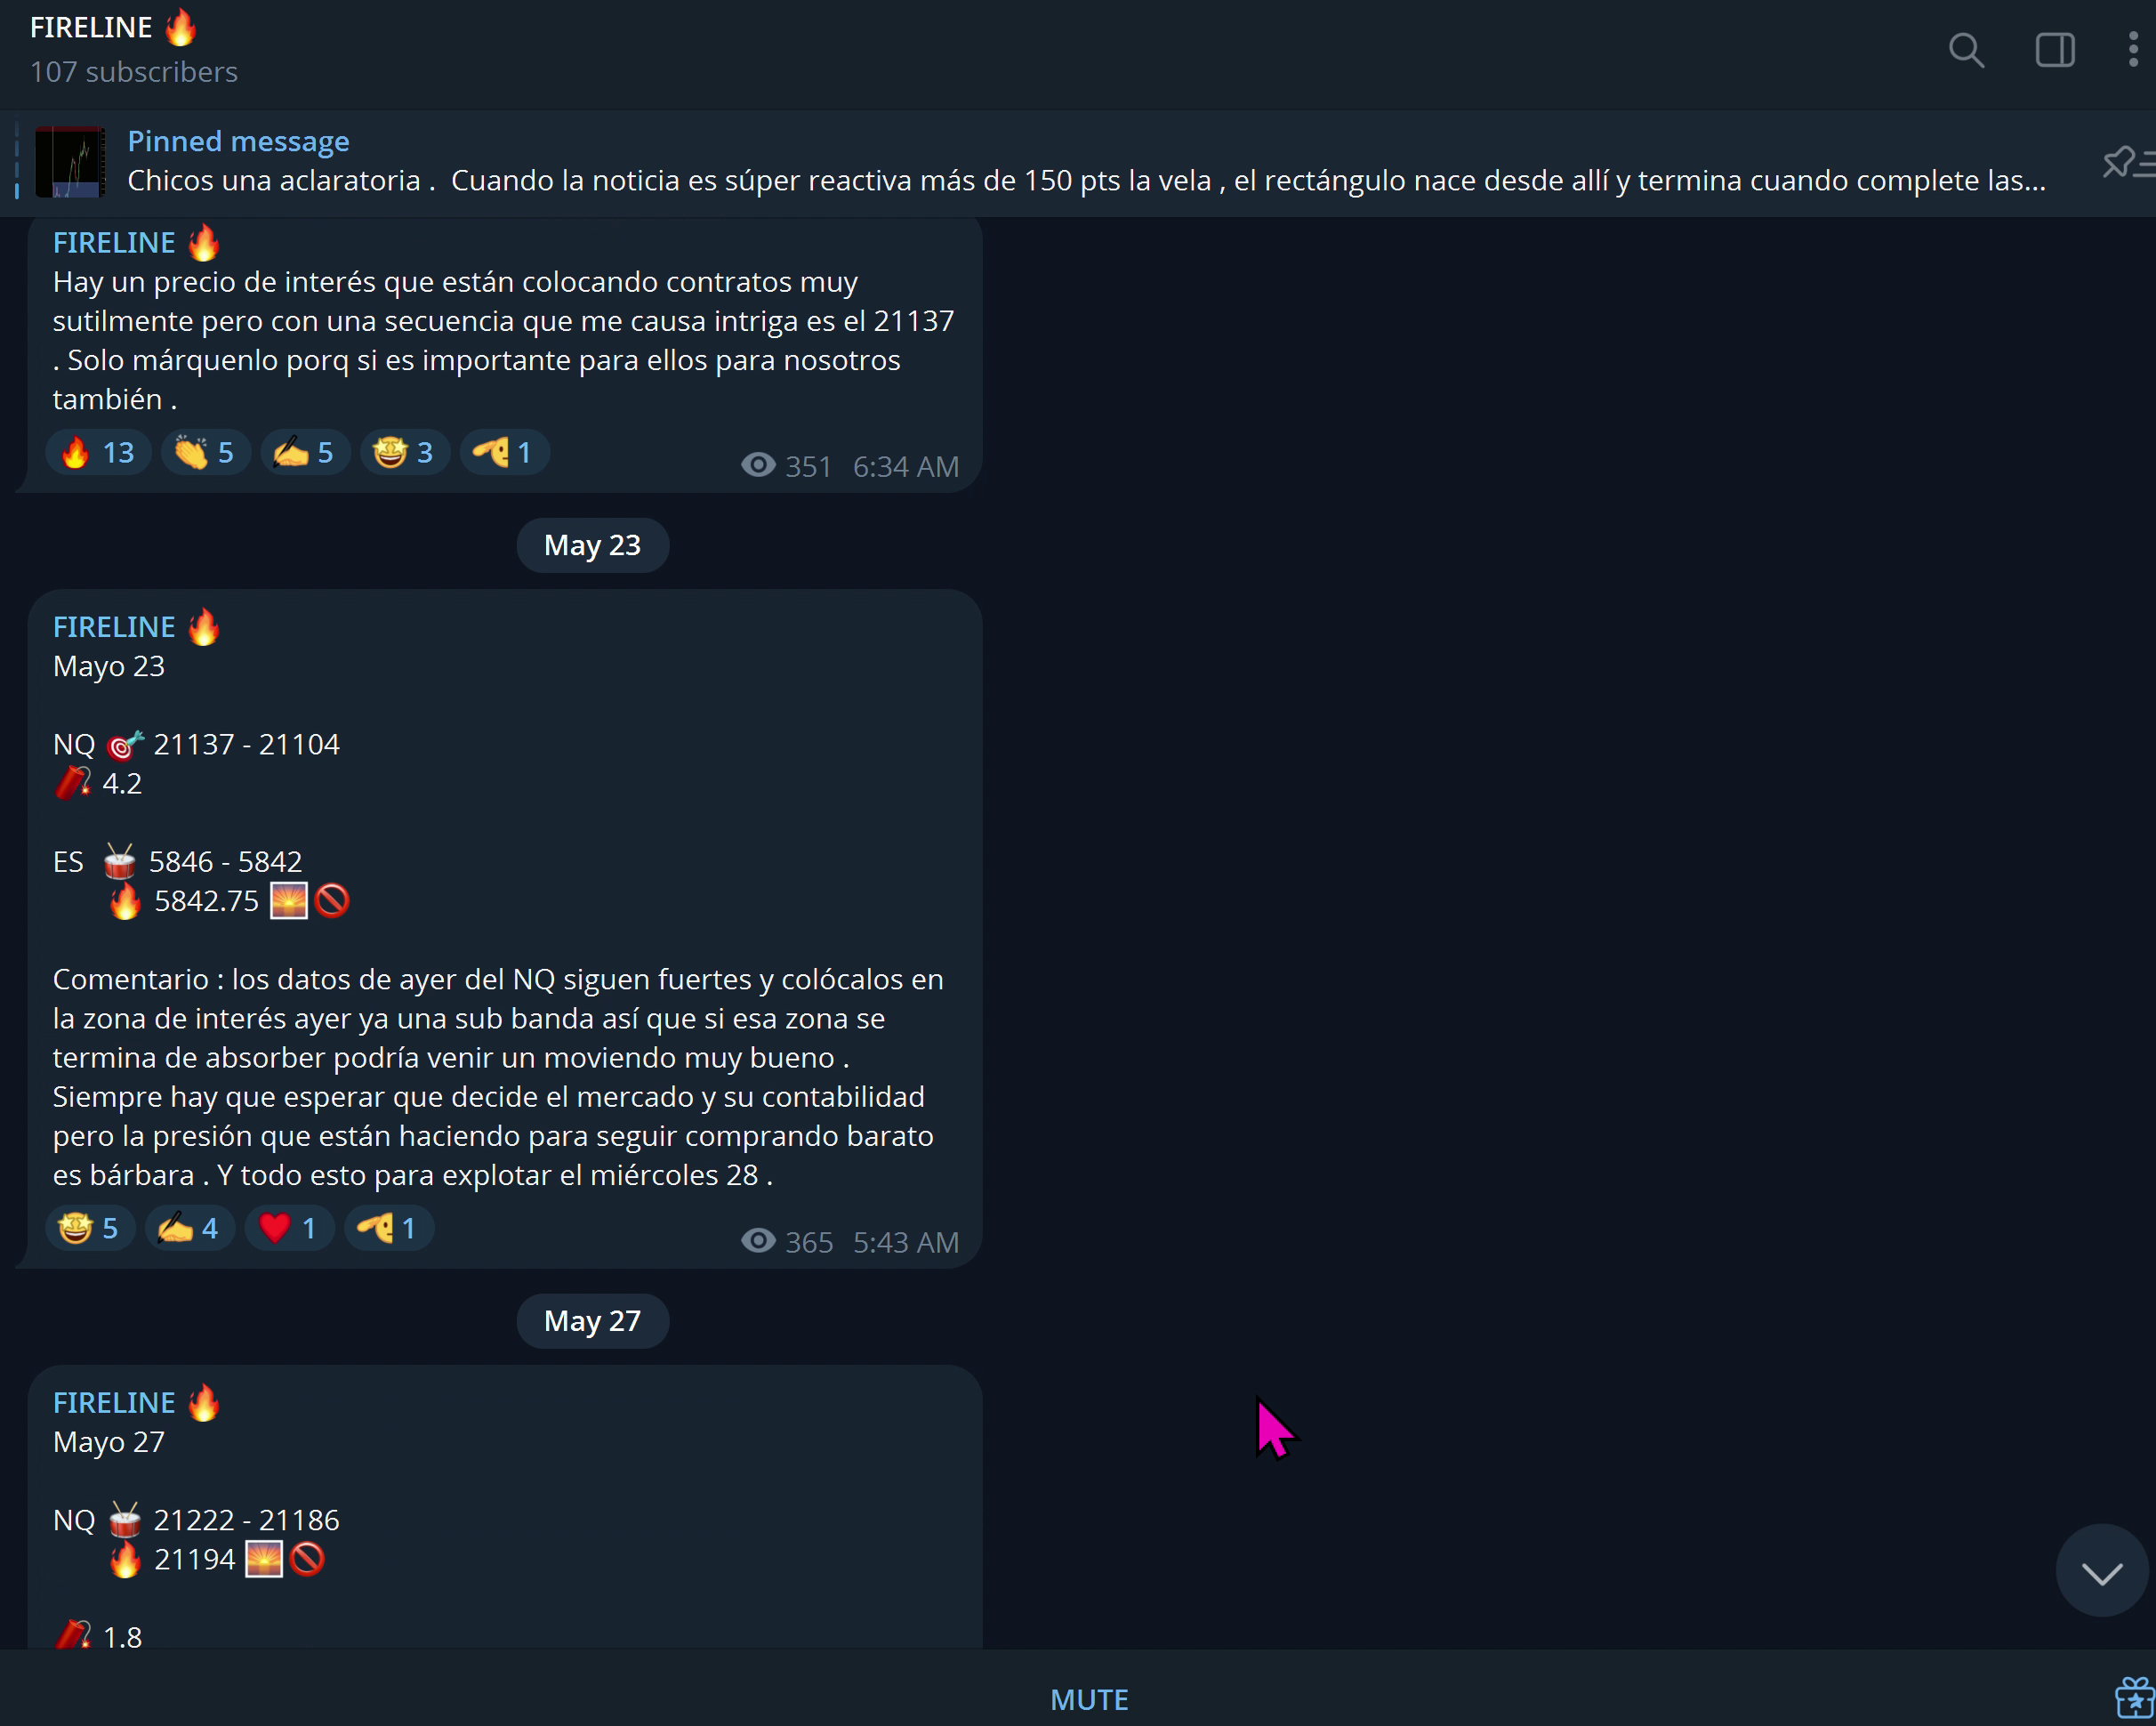 FIRELINE 🔥
107 subscribers
Pinned message
Chicos una aclaratoria .  Cuando la noticia es súper reactiva más de 150 pts la vela , el rectángulo nace desde allí y termina cuando complete las...
FIRELINE 🔥
Hay un precio de interés que están colocando contratos muy
sutilmente pero con una secuencia que me causa intriga es el 21137
. Solo márquenlo porq si es importante para ellos para nosotros
también .
🔥 13 👏 5 ✍️ 5 🤩 3 1
351 6:34 AM
May 23
FIRELINE 🔥
Mayo 23
NQ 🎯 21137 - 21104
🧨 4.2
ES 🥁 5846 - 5842
🔥 5842.75 🌅🚫
Comentario : los datos de ayer del NQ siguen fuertes y colócalos en
la zona de interés ayer ya una sub banda así que si esa zona se
termina de absorber podría venir un moviendo muy bueno .
Siempre hay que esperar que decide el mercado y su contabilidad
pero la presión que están haciendo para seguir comprando barato
es bárbara . Y todo esto para explotar el miércoles 28 .
🤩 5 ✍️ 4 ❤️ 1 1
365 5:43 AM
May 27
FIRELINE 🔥
Mayo 27
NQ 🥁 21222 - 21186
🔥 21194 🌅🚫
🧨 1.8
MUTE